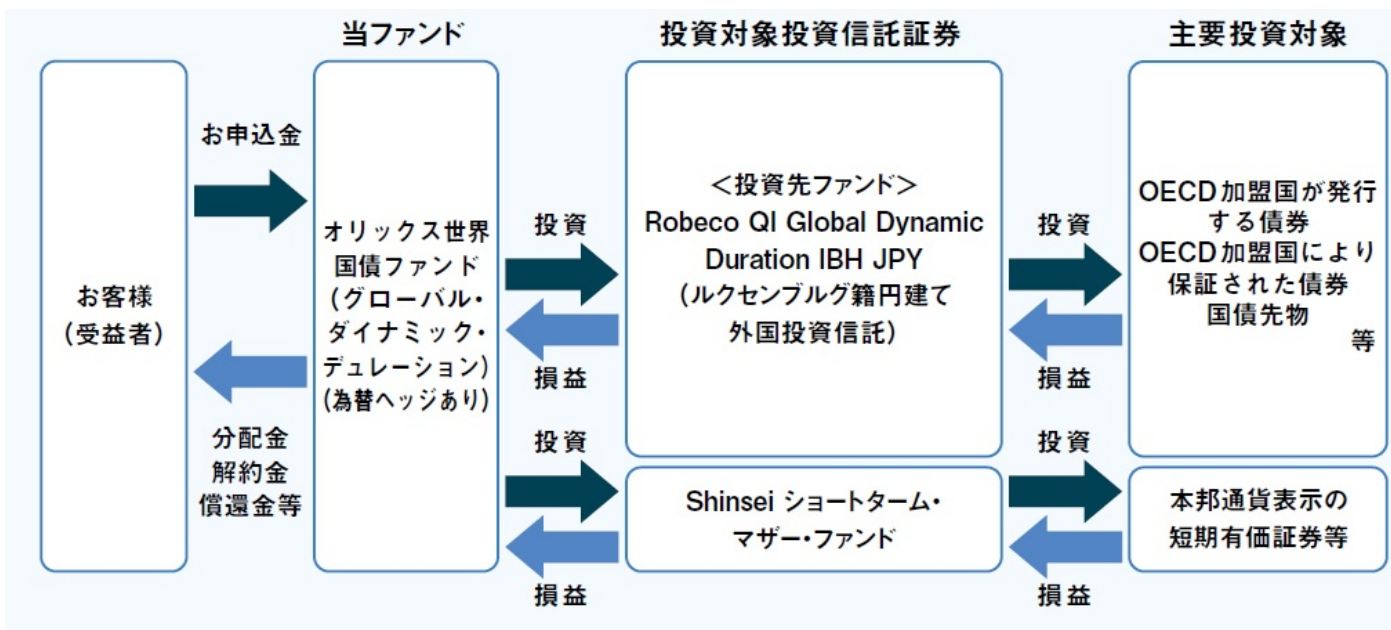 当ファンド
投資対象投資信託証券
主要投資対象
お客様
(受益者)
お申込金
分配金
解約金
償還金等
オリックス世界
国債ファンド
(グローバル・
ダイナミック・
デュレーション)
(為替ヘッジあり)
投資
損益
投資
損益
＜投資先ファンド＞
Robeco QI Global Dynamic
Duration IBH JPY
(ルクセンブルグ籍円建て
外国投資信託)
Shinsei ショートターム・
マザー・ファンド
投資
損益
投資
損益
OECD加盟国が発行
する債券
OECD加盟国により
保証された債券
国債先物
等
本邦通貨表示の
短期有価証券等